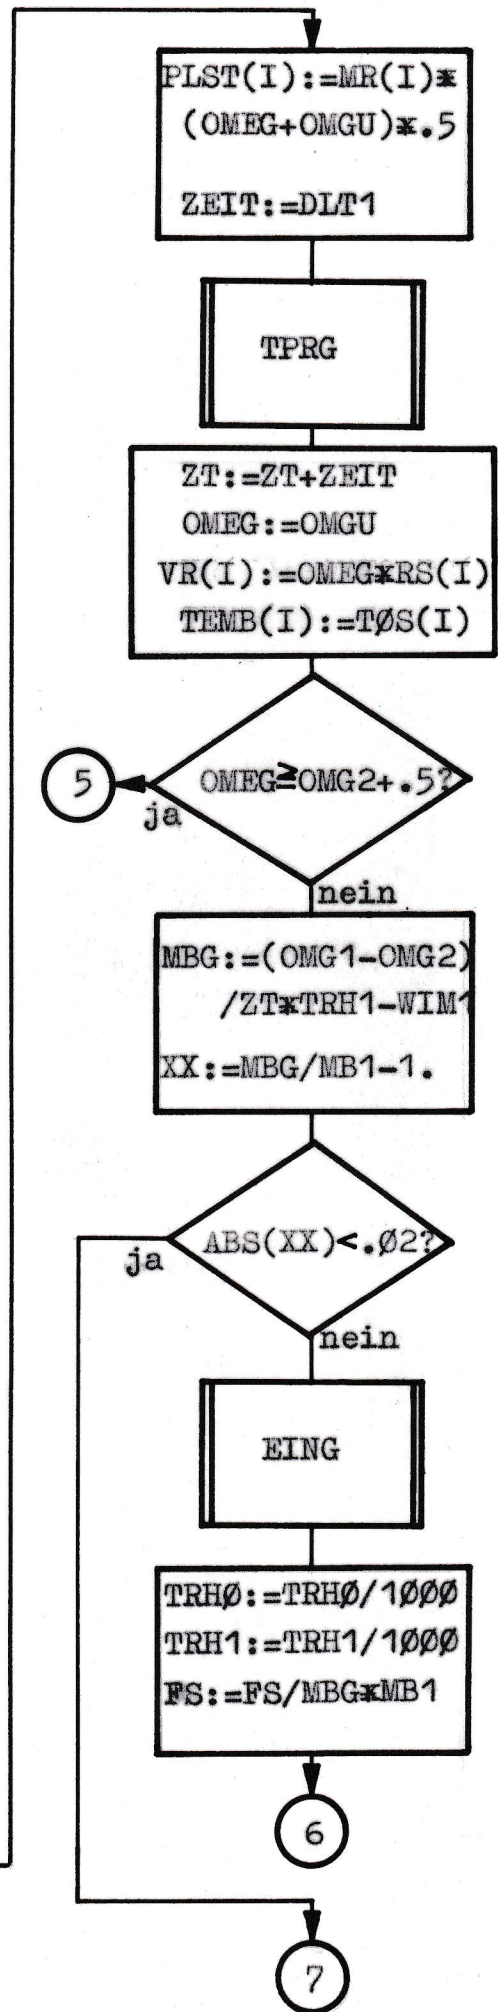 PLST(I):=MR(I)*
(OMEG+OMGU)*.5
ZEIT:=DLT1
TPRG
ZT:=ZT+ZEIT
OMEG:=OMGU
VR(I):=OMEG*RS(I)
TEMB(I):=TØS(I)
OMEG≧OMG2+.5?
5
ja
nein
MBG:=(OMG1-OMG2)
/ZT*TRH1-WIM1
XX:=MBG/MB1-1.
ABS(XX)<.Ø2?
ja
nein
EING
TRHØ:=TRHØ/1ØØØ
TRH1:=TRH1/1ØØØ
FS:=FS/MBG*MB1
6
7